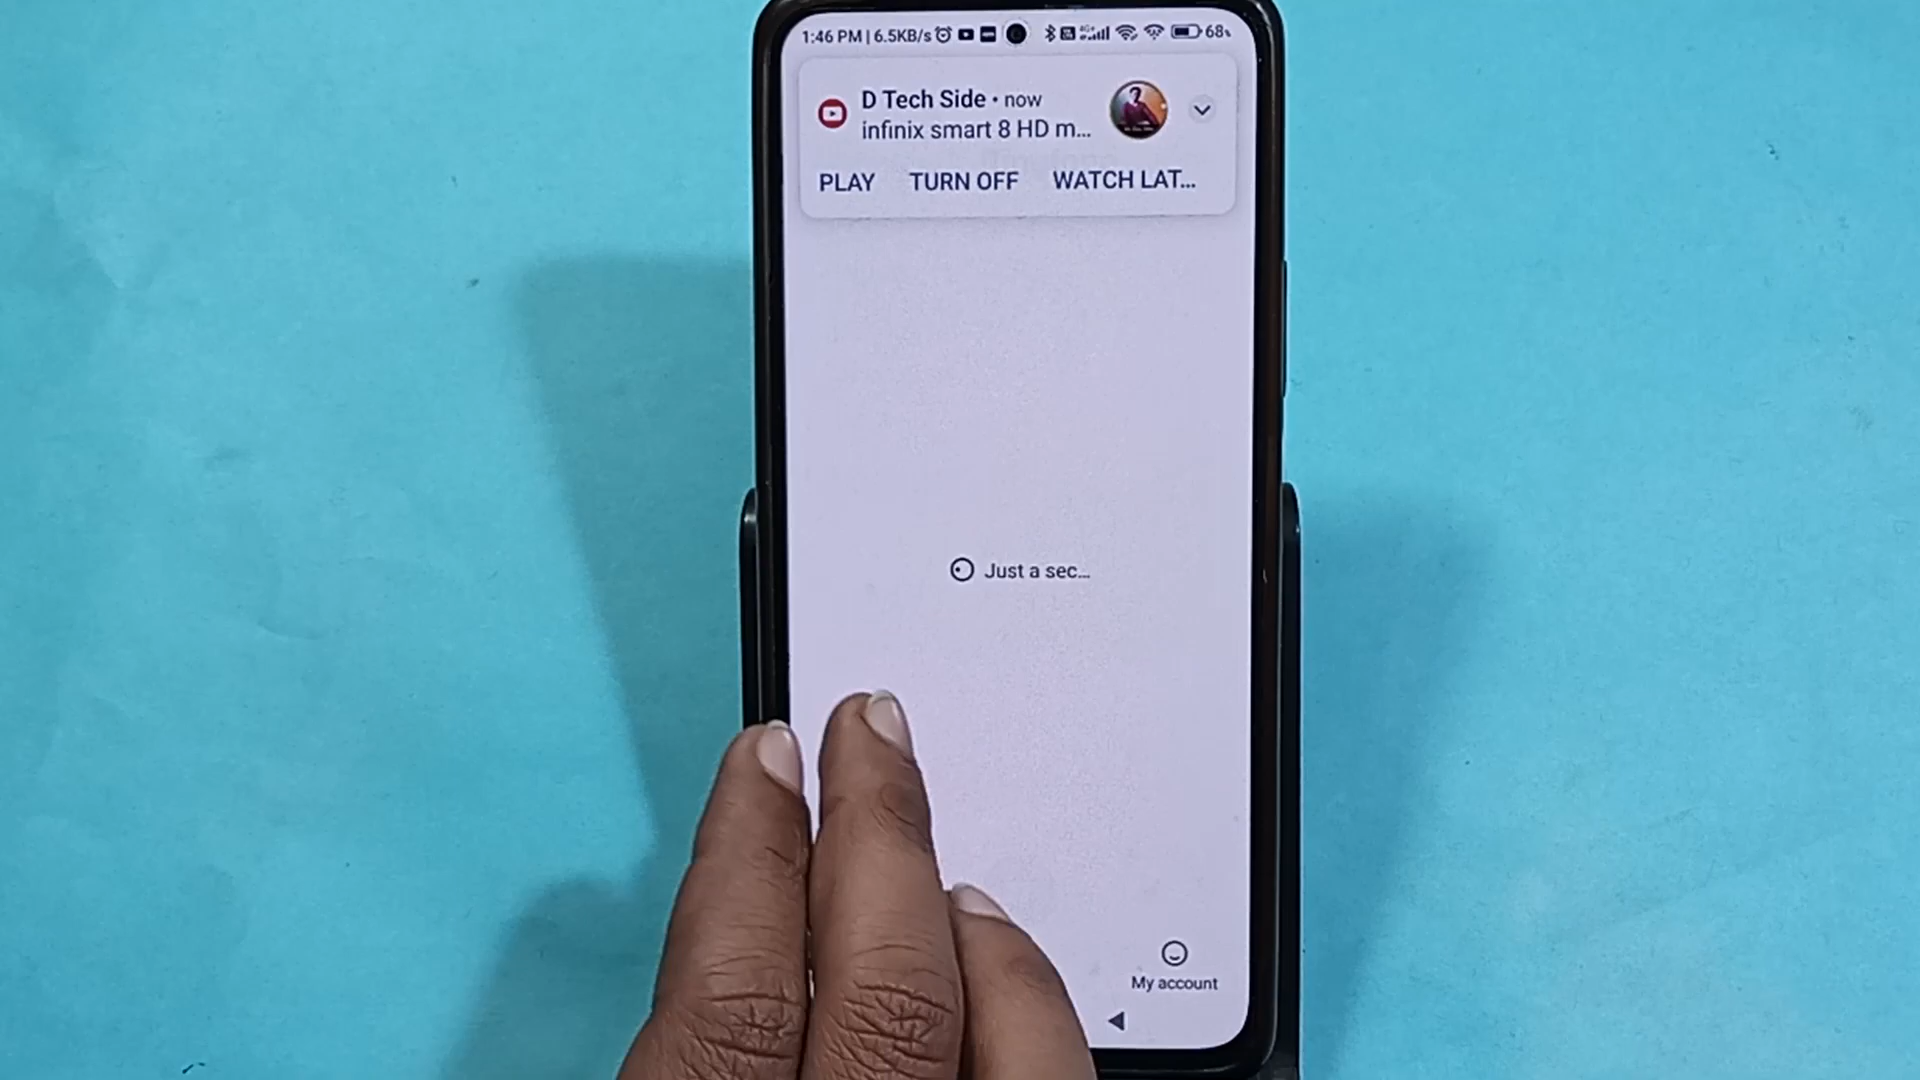 1:46 PM | 6.5KB/s 68%
D Tech Side • now
infinix smart 8 HD m...
PLAY TURN OFF WATCH LAT...
Just a sec...
My account